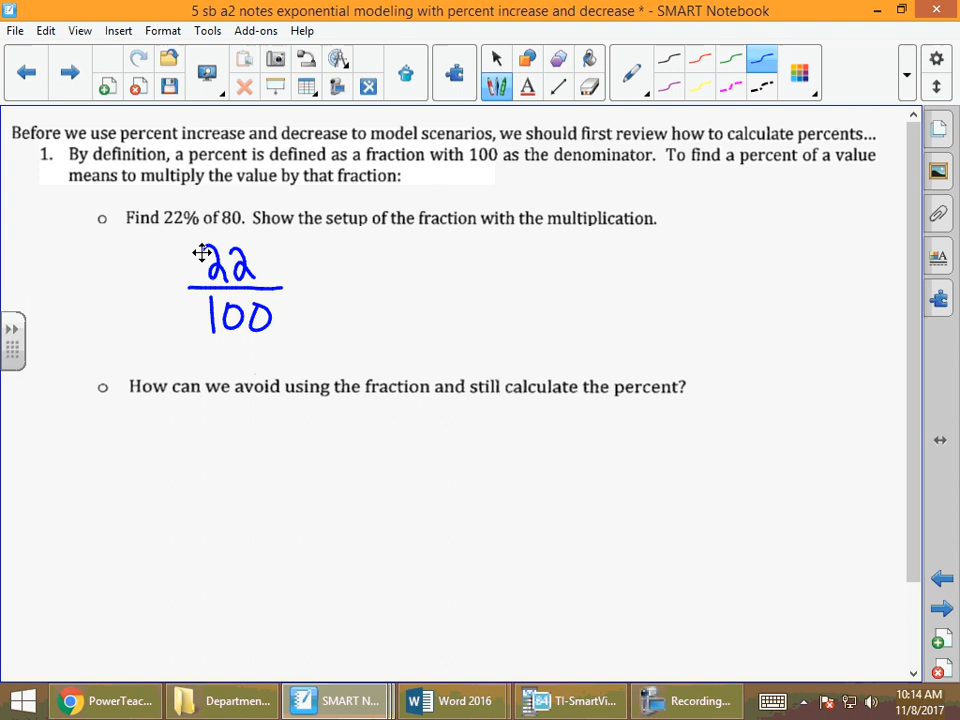 5 sb a2 notes exponential modeling with percent increase and decrease * - SMART Notebook
File Edit View Insert Format Tools Add-ons Help
Before we use percent increase and decrease to model scenarios, we should first review how to calculate percents...
1. By definition, a percent is defined as a fraction with 100 as the denominator. To find a percent of a value
means to multiply the value by that fraction:
o Find 22% of 80. Show the setup of the fraction with the multiplication.
22
100
o How can we avoid using the fraction and still calculate the percent?
PowerTeac... Departmen... SMART N... Word 2016 TI-SmartVi... Recording...
10:14 AM
11/8/2017